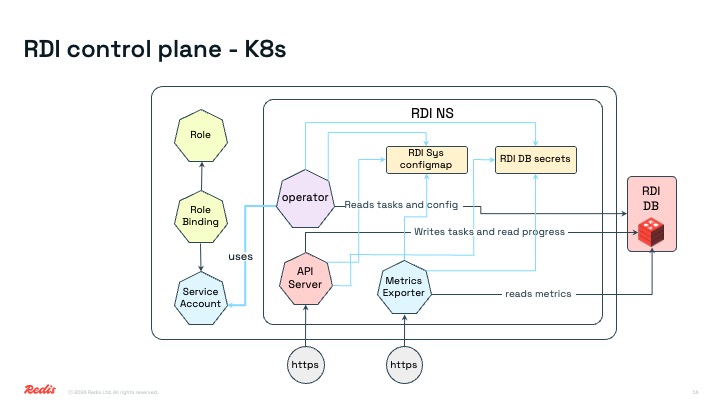 RDI control plane - K8s
RDI NS
Role
RDI Sys
configmap
RDI DB secrets
operator
Reads tasks and config
RDI
DB
Role
Binding
Writes tasks and read progress
uses
API
Server
Metrics
Exporter
Service
Account
reads metrics
https
https
Redis
© 2024 Redis Ltd. All rights reserved.